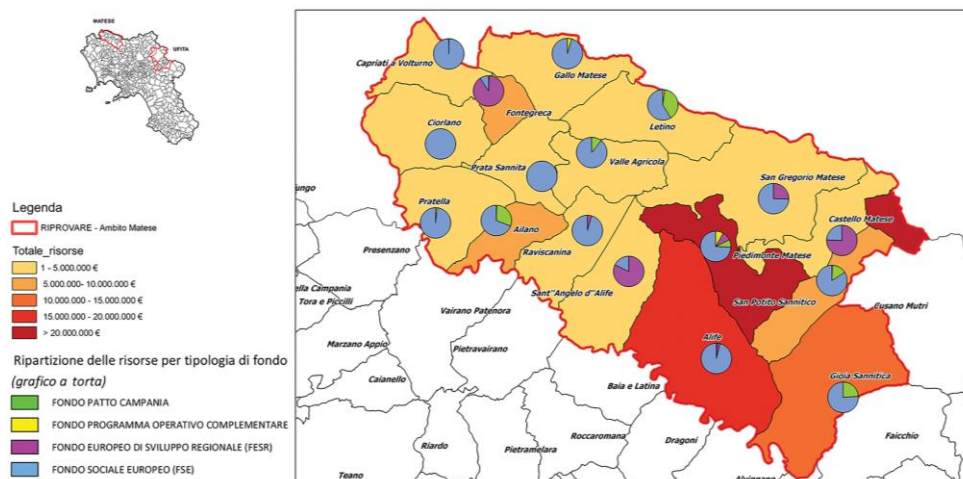 MATESE
UFITA
Legenda
RIPROVARE - Ambito Matese
Totale_risorse
1 - 5.000.000 €
5.000.000- 10.000.000 €
10.000.000 - 15.000.000 €
15.000.000 - 20.000.000 €
> 20.000.000 €
Ripartizione delle risorse per tipologia di fondo
(grafico a torta)
FONDO PATTO CAMPANIA
FONDO PROGRAMMA OPERATIVO COMPLEMENTARE
FONDO EUROPEO DI SVILUPPO REGIONALE (FESR)
FONDO SOCIALE EUROPEO (FSE)
Capriati a Volturno
Gallo Matese
Fontegreca
Letino
Ciorlano
Valle Agricola
Prata Sannita
San Gregorio Matese
Pratella
Castello Matese
Ailano
Raviscanina
Presenzano
Piedimonte Matese
Sant''Angelo d''Alife
San Potito Sannitico
Cusano Mutri
Tora e Piccilli
Vairano Patenora
Marzano Appio
Pietravairano
Alife
Caianello
Baia e Latina
Gioia Sannitica
Riardo
Roccaromana
Dragoni
Faicchio
Pietramelara
Teano